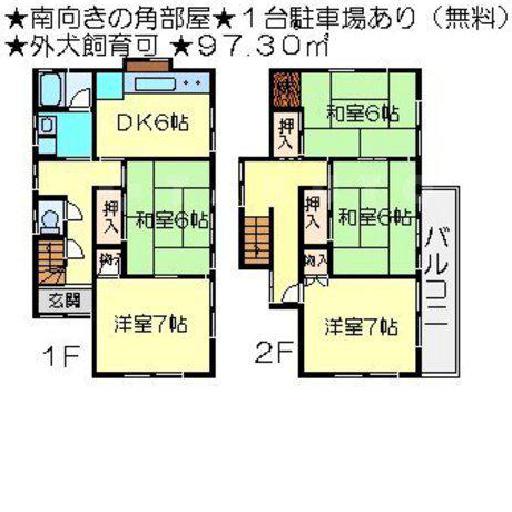 ★南向きの角部屋★1台駐車場あり（無料）
★外犬飼育可 ★97.30㎡
DK6帖
和室6帖
押入
物入
洋室7帖
玄関
1F
和室6帖
押入
和室6帖
押入
物入
洋室7帖
バルコニー
2F